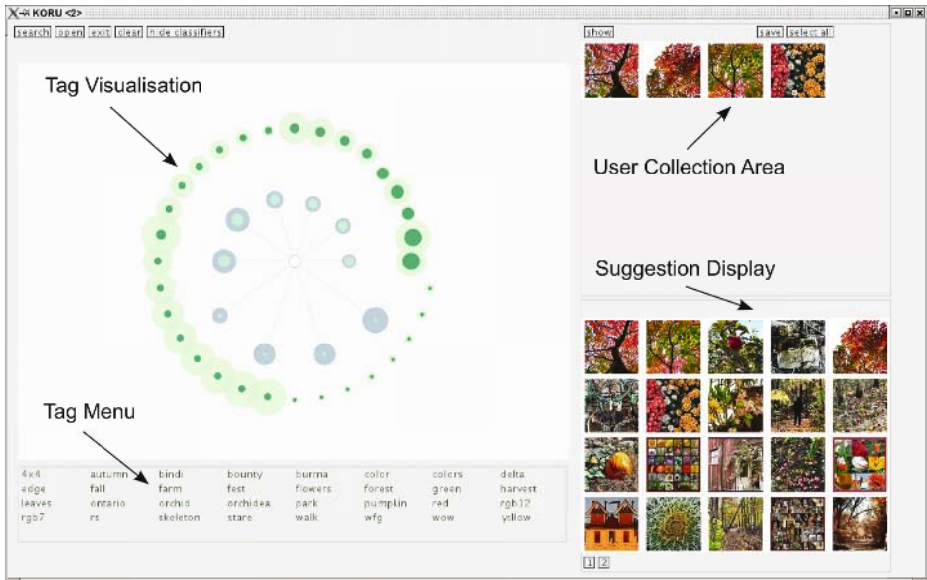 KORU <2>
search open exit clear hide classifiers
show save select all
Tag Visualisation
User Collection Area
Suggestion Display
Tag Menu
4x4 autumn bindi bounty burma color colors delta
edge fall farm fest flowers forest green harvest
leaves ontario orchid orchidea park pumpkin red rgb12
rgb7 rs skeleton stare walk wfg wow yellow
1 2